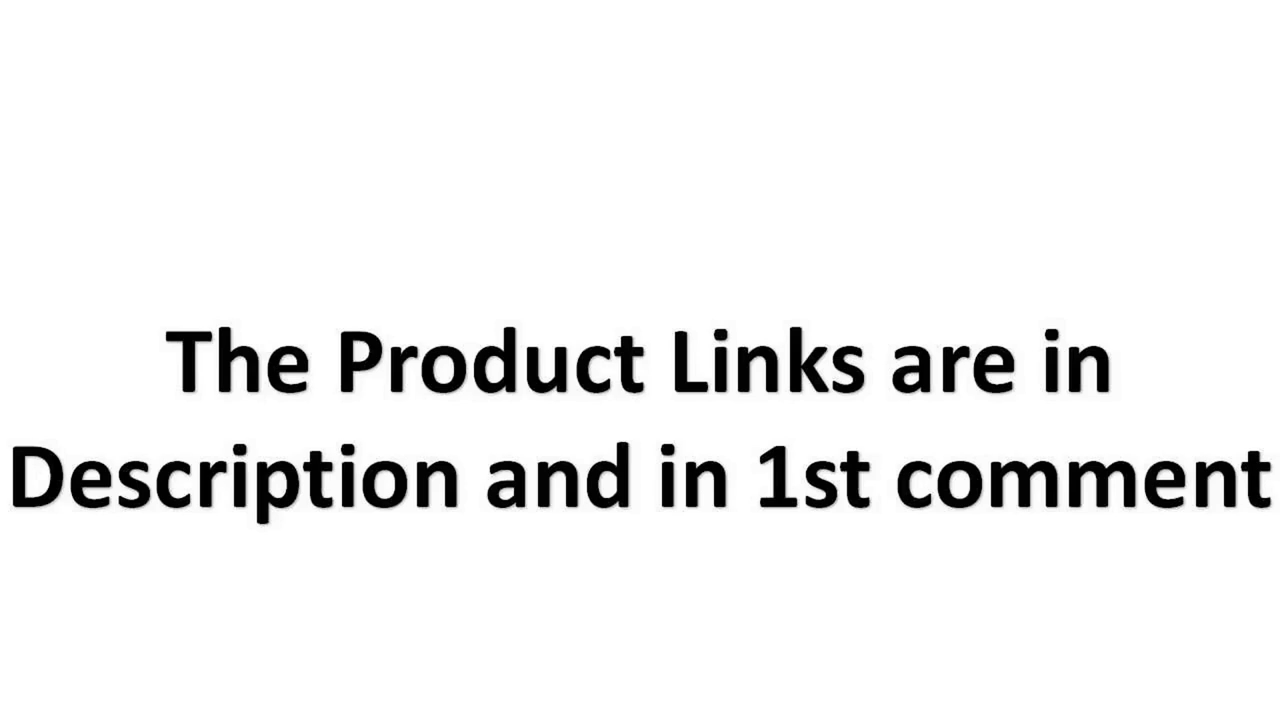 The Product Links are in
Description and in 1st comment